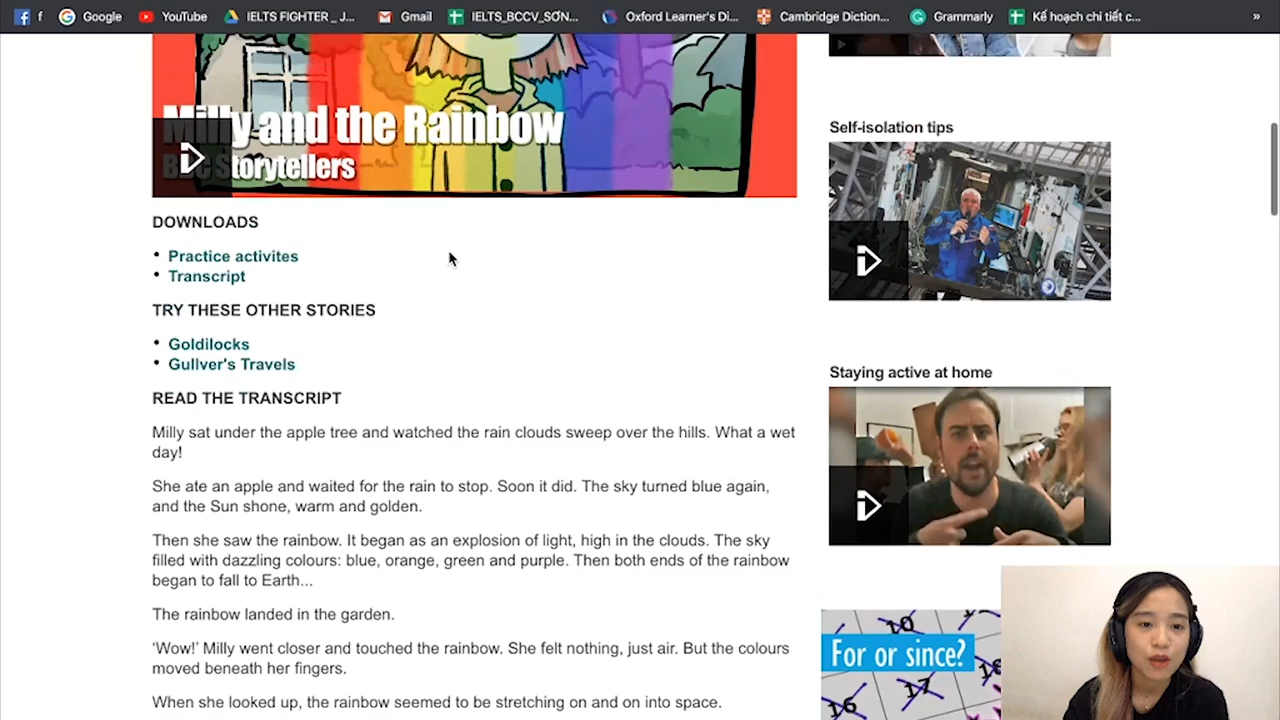 f
Google
YouTube
IELTS FIGHTER _ J...
Gmail
IELTS_BCCV_SƠN...
Oxford Learner's Di...
Cambridge Diction...
Grammarly
Kế hoạch chi tiết c...
»
Milly and the Rainbow
Storytellers
DOWNLOADS
• Practice activites
• Transcript
TRY THESE OTHER STORIES
• Goldilocks
• Gullver's Travels
READ THE TRANSCRIPT
Milly sat under the apple tree and watched the rain clouds sweep over the hills. What a wet
day!
She ate an apple and waited for the rain to stop. Soon it did. The sky turned blue again,
and the Sun shone, warm and golden.
Then she saw the rainbow. It began as an explosion of light, high in the clouds. The sky
filled with dazzling colours: blue, orange, green and purple. Then both ends of the rainbow
began to fall to Earth...
The rainbow landed in the garden.
‘Wow!’ Milly went closer and touched the rainbow. She felt nothing, just air. But the colours
moved beneath her fingers.
When she looked up, the rainbow seemed to be stretching on and on into space.
Self-isolation tips
Staying active at home
For or since?
10
16
17
18